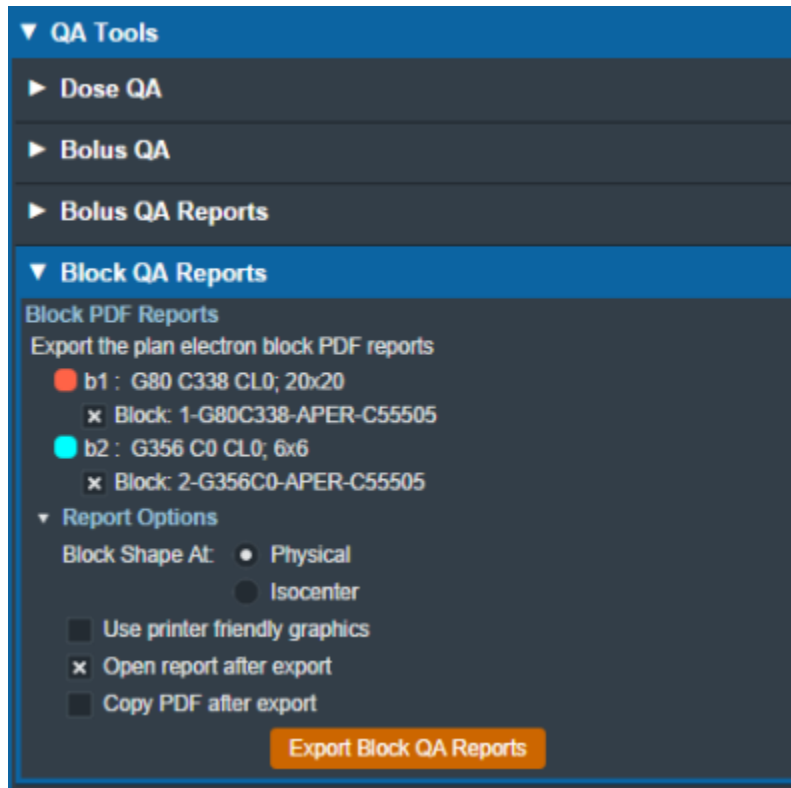 QA Tools
Dose QA
Bolus QA
Bolus QA Reports
Block QA Reports
Block PDF Reports
Export the plan electron block PDF reports
b1 : G80 C338 CL0; 20x20
Block: 1-G80C338-APER-C55505
b2 : G356 C0 CL0; 6x6
Block: 2-G356C0-APER-C55505
Report Options
Block Shape At: Physical
Isocenter
Use printer friendly graphics
Open report after export
Copy PDF after export
Export Block QA Reports